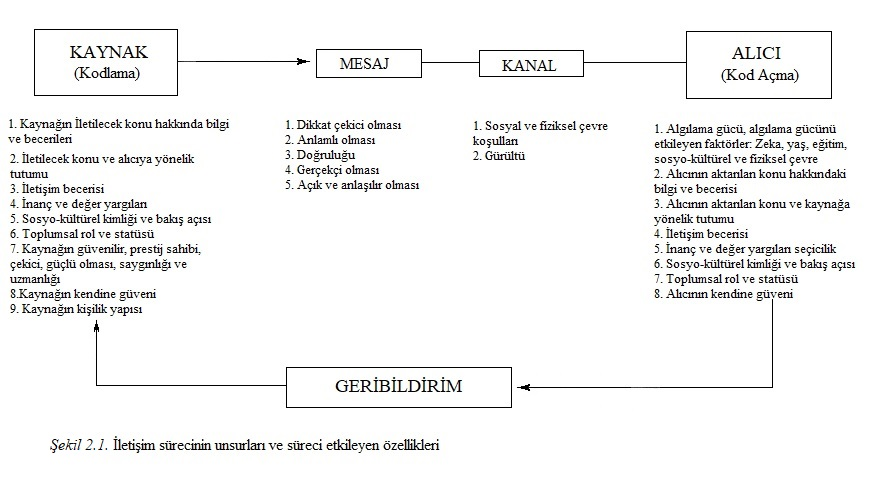 KAYNAK
(Kodlama)
MESAJ
KANAL
ALICI
(Kod Açma)
1. Kaynağın İletilecek konu hakkında bilgi
ve becerileri
2. İletilecek konu ve alıcıya yönelik
tutumu
3. İletişim becerisi
4. İnanç ve değer yargıları
5. Sosyo-kültürel kimliği ve bakış açısı
6. Toplumsal rol ve statüsü
7. Kaynağın güvenilir, prestij sahibi,
çekici, güçlü olması, saygınlığı ve
uzmanlığı
8.Kaynağın kendine güveni
9. Kaynağın kişilik yapısı
1. Dikkat çekici olması
2. Anlamlı olması
3. Doğruluğu
4. Gerçekçi olması
5. Açık ve anlaşılır olması
1. Sosyal ve fiziksel çevre
koşulları
2. Gürültü
1. Algılama gücü, algılama gücünü
etkileyen faktörler: Zeka, yaş, eğitim,
sosyo-kültürel ve fiziksel çevre
2. Alıcının aktarılan konu hakkındaki
bilgi ve becerisi
3. Alıcının aktarılan konu ve kaynağa
yönelik tutumu
4. İletişim becerisi
5. İnanç ve değer yargıları seçicilik
6. Sosyo-kültürel kimliği ve bakış açısı
7. Toplumsal rol ve statüsü
8. Alıcının kendine güveni
GERİBİLDİRİM
Şekil 2.1. İletişim sürecinin unsurları ve süreci etkileyen özellikleri